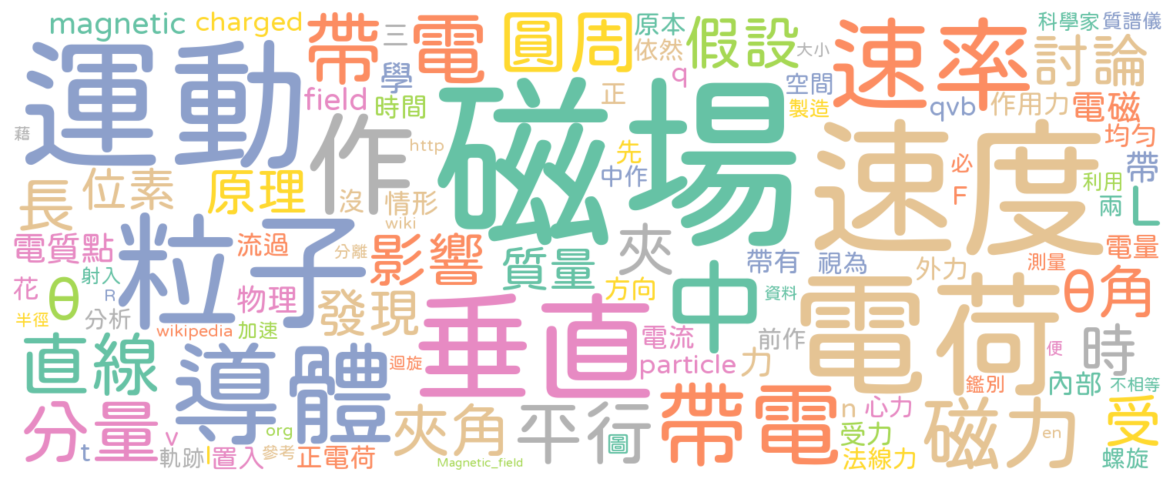 magnetic
charged
帶電
三
圓周
原本
依然
假設
大小
速率
科學家
質譜儀
討論
運動
學
field
時間
正
q
空間
製造
qvb
作用力
電磁
均勻
藉
作
http
磁場
先
中作
速度
必
F
帶
利用
兩
L
長
位素
原理
沒
情形
wiki
電質點
粒子
流過
分離
影響
夾
質量
帶有
視為
外力
測量
電量
花
θ
射入
R
物理
發現
方向
中
資料
電荷
θ角
半徑
分析
wikipedia
加速
垂直
電流
前作
時
便
直線
導體
迴旋
particle
力
鑑別
內部
不相等
分量
夾角
平行
帶電
n
心力
磁力
受
t
v
軌跡
l
置入
org
參考
正電荷
Magnetic_field
圖
受力
法線力
en
螺旋